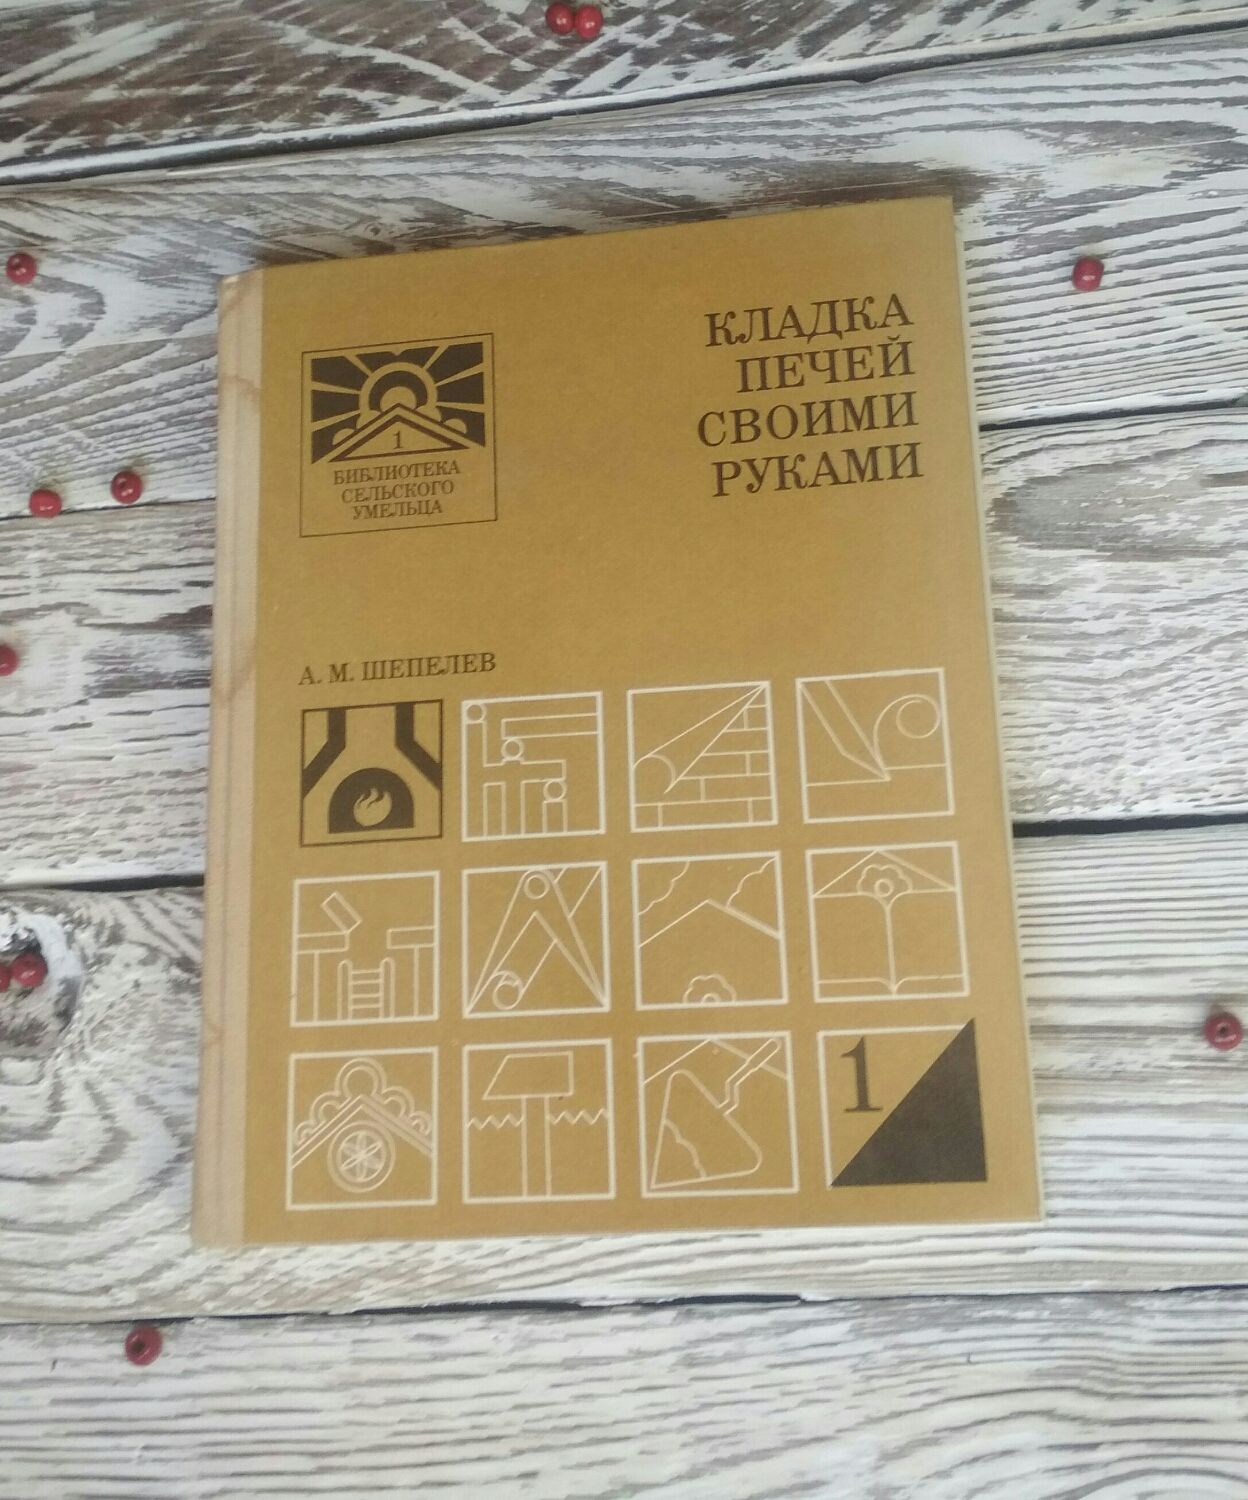 КЛАДКА
ПЕЧЕЙ
СВОИМИ
РУКАМИ
1
БИБЛИОТЕКА
СЕЛЬСКОГО
УМЕЛЬЦА
А. М. ШЕПЕЛЕВ
1